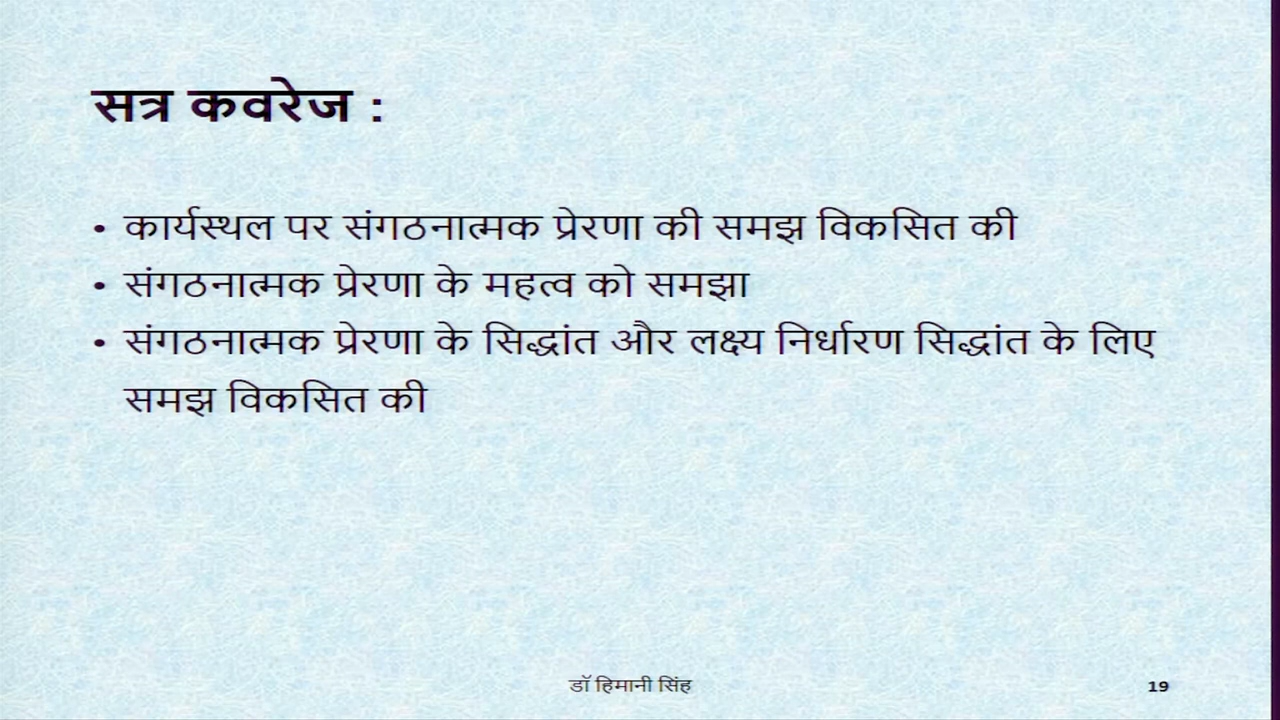 सत्र कवरेज :
• कार्यस्थल पर संगठनात्मक प्रेरणा की समझ विकसित की
• संगठनात्मक प्रेरणा के महत्व को समझा
• संगठनात्मक प्रेरणा के सिद्धांत और लक्ष्य निर्धारण सिद्धांत के लिए
समझ विकसित की
डॉ हिमानी सिंह
19